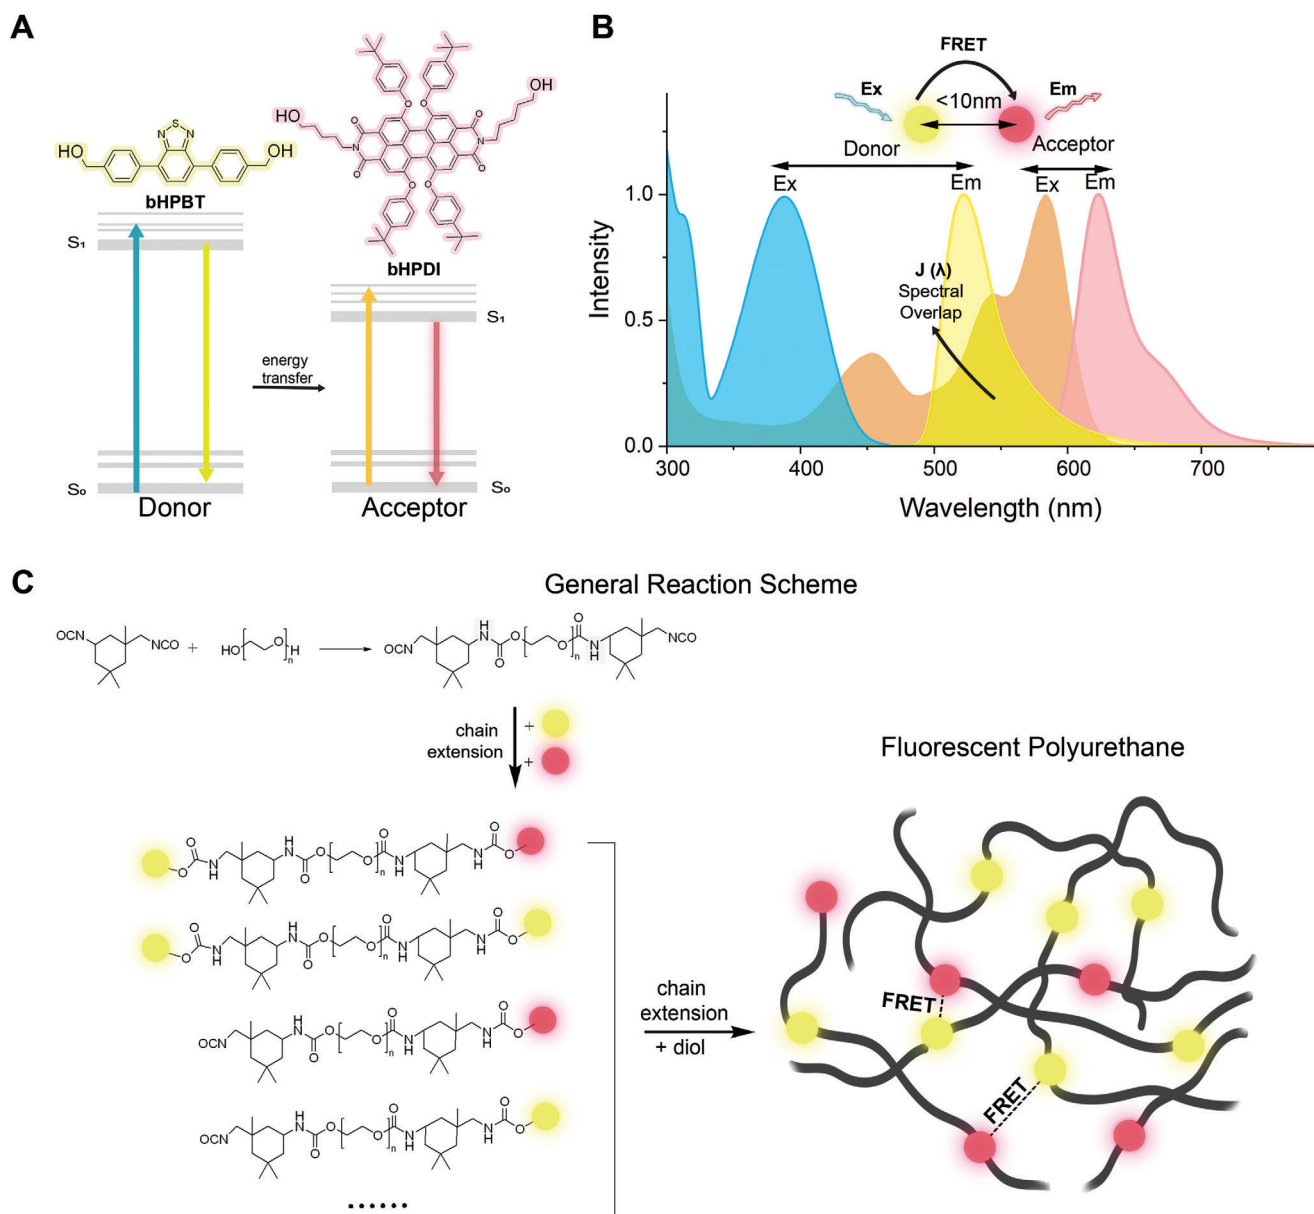 A
S
N
N
HO
OH
bHPBT
S₁
S₀
Donor
HO
OH
O
O
O
O
O
N
N
O
O
O
bHPDI
S₁
energy
transfer
S₀
Acceptor
B
FRET
Ex
<10nm
Em
Donor
Acceptor
Ex
Em
Ex
Em
J (λ)
Spectral
Overlap
Intensity
1.0
0.5
0.0
300
400
500
600
700
Wavelength (nm)
C
General Reaction Scheme
OCN
NCO
+
HO
O
H
n
OCN
H
N
O
O
O
n
O
N
H
NCO
chain
extension
+
+
O
O
N
H
H
N
O
O
O
n
O
N
H
N
H
O
O
O
O
N
H
H
N
O
O
O
n
O
N
H
N
H
O
O
OCN
H
N
O
O
O
n
O
N
H
N
H
O
O
OCN
H
N
O
O
O
n
O
N
H
N
H
O
O
......
chain
extension
+ diol
Fluorescent Polyurethane
FRET
FRET